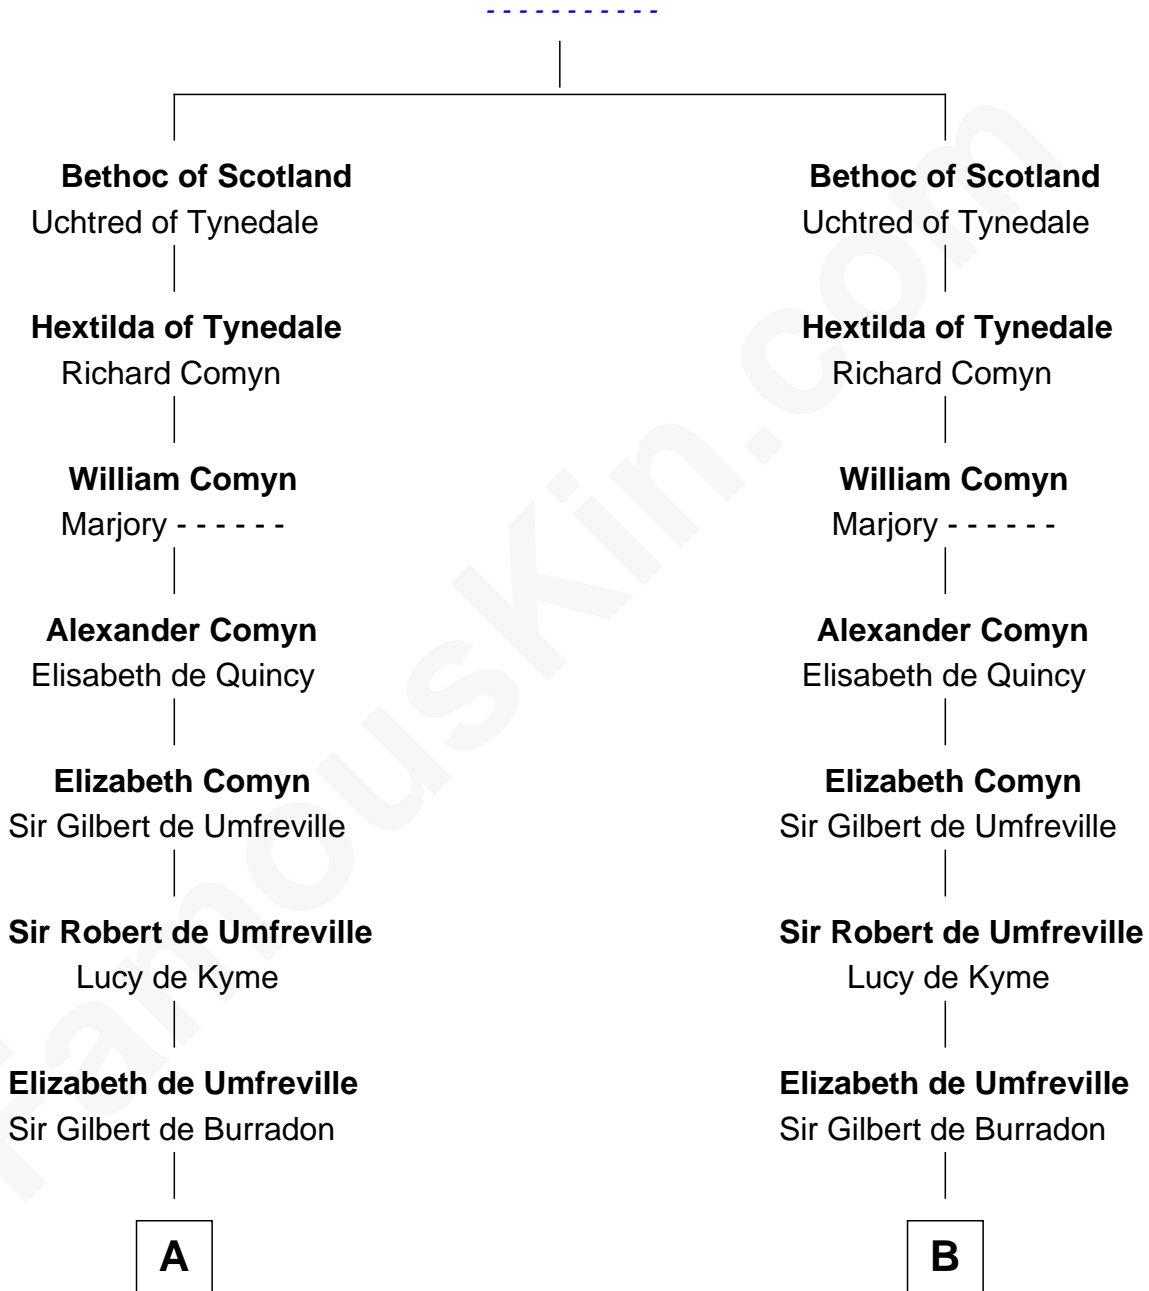 - - - - - - - - - - -
Bethoc of Scotland
Uchtred of Tynedale
Hextilda of Tynedale
Richard Comyn
William Comyn
Marjory - - - - - -
Alexander Comyn
Elisabeth de Quincy
Elizabeth Comyn
Sir Gilbert de Umfreville
Sir Robert de Umfreville
Lucy de Kyme
Elizabeth de Umfreville
Sir Gilbert de Burradon
A
Bethoc of Scotland
Uchtred of Tynedale
Hextilda of Tynedale
Richard Comyn
William Comyn
Marjory - - - - - -
Alexander Comyn
Elisabeth de Quincy
Elizabeth Comyn
Sir Gilbert de Umfreville
Sir Robert de Umfreville
Lucy de Kyme
Elizabeth de Umfreville
Sir Gilbert de Burradon
B
FamousKin.com